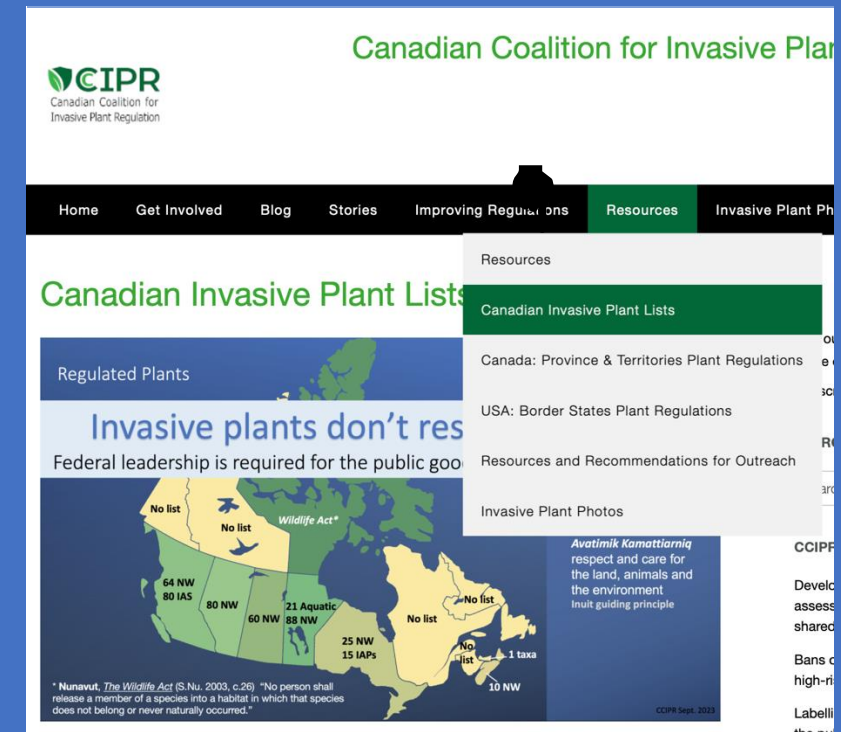 Canadian Coalition for Invasive Plan
CCIPR
Canadian Coalition for
Invasive Plant Regulation
Home Get Involved Blog Stories Improving Regulations Resources Invasive Plant Ph
Resources
Canadian Invasive Plant Lists
Canada: Province & Territories Plant Regulations
USA: Border States Plant Regulations
Resources and Recommendations for Outreach
Invasive Plant Photos
Canadian Invasive Plant Lists
Regulated Plants
Invasive plants don't res
Federal leadership is required for the public goo
No list
No list
Wildlife Act*
64 NW
80 IAS
80 NW
60 NW
21 Aquatic
88 NW
25 NW
15 IAPs
No list
No list
No
list
1 taxa
10 NW
Avatimik Kamattiarniq
respect and care for
the land, animals and
the environment
Inuit guiding principle
* Nunavut, The Wildlife Act (S.Nu. 2003, c.26) "No person shall
release a member of a species into a habitat in which that species
does not belong or never naturally occurred."
CCIPR Sept. 2023
CCIPR
Develo
assess
shared
Bans o
high-ri
Labelli